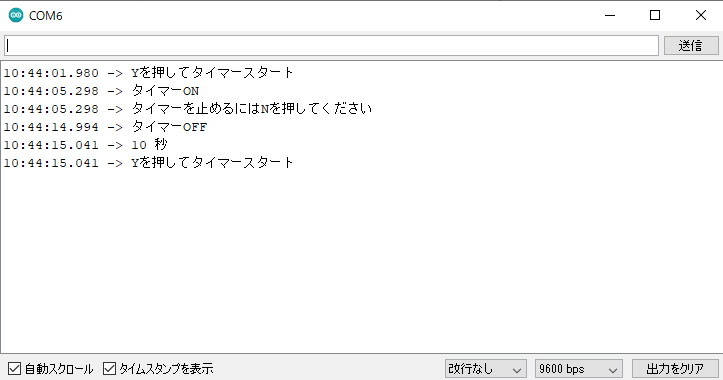 COM6
送信
10:44:01.980 -> Yを押してタイマースタート
10:44:05.298 -> タイマーON
10:44:05.298 -> タイマーを止めるにはNを押してください
10:44:14.994 -> タイマーOFF
10:44:15.041 -> 10 秒
10:44:15.041 -> Yを押してタイマースタート
自動スクロール タイムスタンプを表示 改行なし 9600 bps 出力をクリア